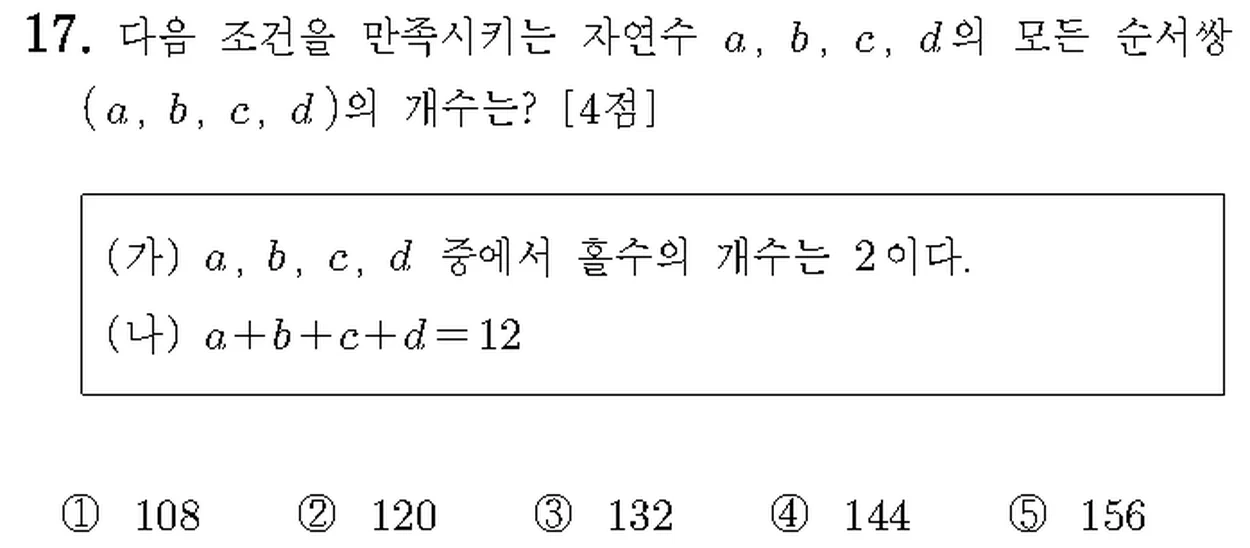 17. 다음 조건을 만족시키는 자연수 a, b, c, d의 모든 순서쌍
(a, b, c, d)의 개수는? [4점]
(가) a, b, c, d 중에서 홀수의 개수는 2이다.
(나) a+b+c+d=12
① 108 ② 120 ③ 132 ④ 144 ⑤ 156